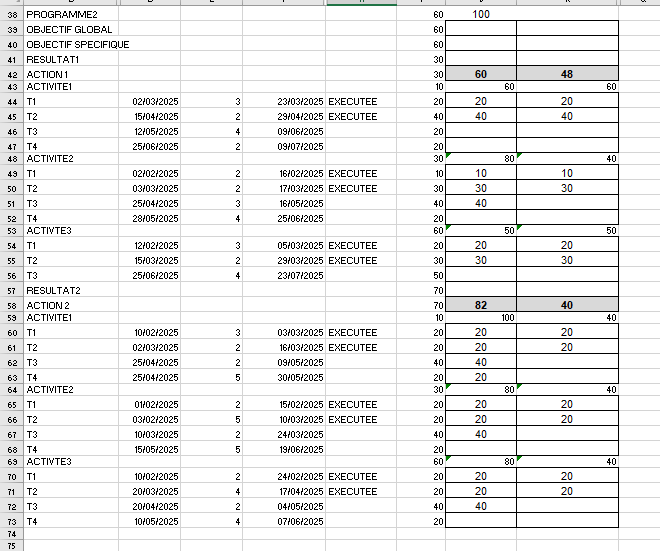 38 PROGRAMME2 60 100
39 OBJECTIF GLOBAL 60
40 OBJECTIF SPECIFIQUE 60
41 RESULTAT1 30
42 ACTION 1 30 60 48
43 ACTIVITE1 10 60 60
44 T1 02/03/2025 3 23/03/2025 EXECUTEE 20 20 20
45 T2 15/04/2025 2 29/04/2025 EXECUTEE 40 40 40
46 T3 12/05/2025 4 09/06/2025 20
47 T4 25/06/2025 2 09/07/2025 20
48 ACTIVITE2 30 80 40
49 T1 02/02/2025 2 16/02/2025 EXECUTEE 10 10 10
50 T2 03/03/2025 2 17/03/2025 EXECUTEE 30 30 30
51 T3 25/04/2025 3 16/05/2025 40 40
52 T4 28/05/2025 4 25/06/2025 20
53 ACTIVTE3 60 50 50
54 T1 12/02/2025 3 05/03/2025 EXECUTEE 20 20 20
55 T2 15/03/2025 2 29/03/2025 EXECUTEE 30 30 30
56 T3 25/06/2025 4 23/07/2025 50
57 RESULTAT2 70
58 ACTION 2 70 82 40
59 ACTIVITE1 10 100 40
60 T1 10/02/2025 3 03/03/2025 EXECUTEE 20 20 20
61 T2 02/03/2025 2 16/03/2025 EXECUTEE 20 20 20
62 T3 25/04/2025 2 09/05/2025 40 40
63 T4 25/04/2025 5 30/05/2025 20 20
64 ACTIVITE2 30 80 40
65 T1 01/02/2025 2 15/02/2025 EXECUTEE 20 20 20
66 T2 03/02/2025 5 10/03/2025 EXECUTEE 20 20 20
67 T3 10/03/2025 2 24/03/2025 40 40
68 T4 15/05/2025 5 19/06/2025 20
69 ACTIVTE3 60 80 40
70 T1 10/02/2025 2 24/02/2025 EXECUTEE 20 20 20
71 T2 20/03/2025 4 17/04/2025 EXECUTEE 20 20 20
72 T3 20/04/2025 2 04/05/2025 40 40
73 T4 10/05/2025 4 07/06/2025 20
74
75